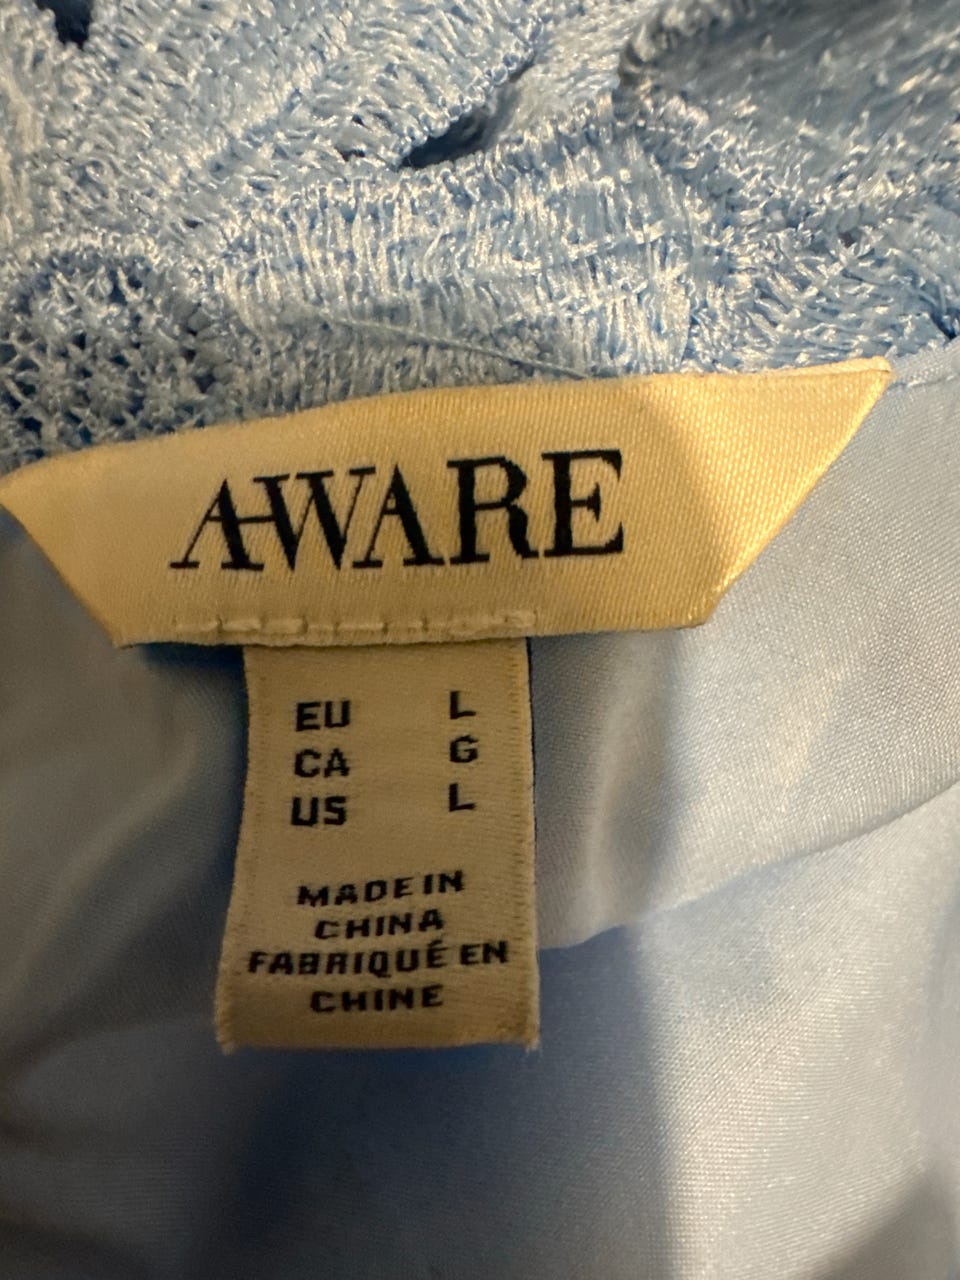 AWARE
EU L
CA G
US L
MADE IN
CHINA
FABRIQUÉ EN
CHINE